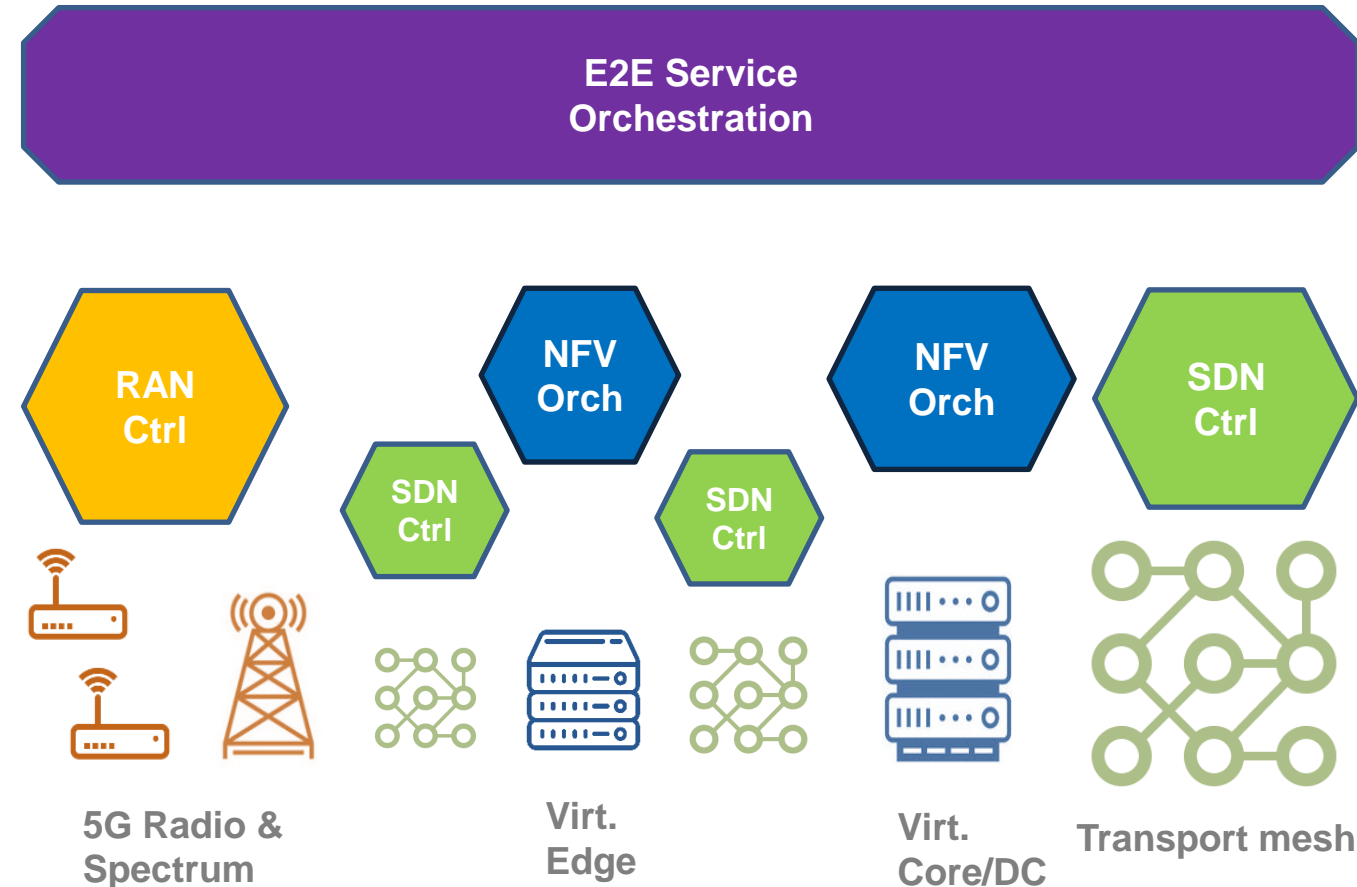 E2E Service
Orchestration
RAN
Ctrl
NFV
Orch
NFV
Orch
SDN
Ctrl
SDN
Ctrl
SDN
Ctrl
5G Radio &
Spectrum
Virt.
Edge
Virt.
Core/DC
Transport mesh